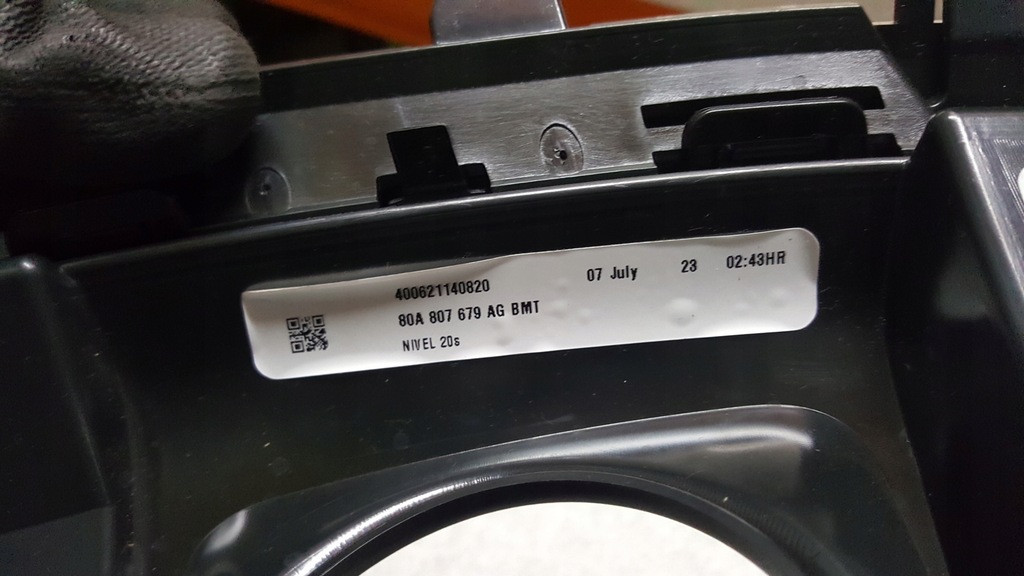 07 July 23 02:43HR
400621140820
80A 807 679 AG BMT
NIVEL 20s